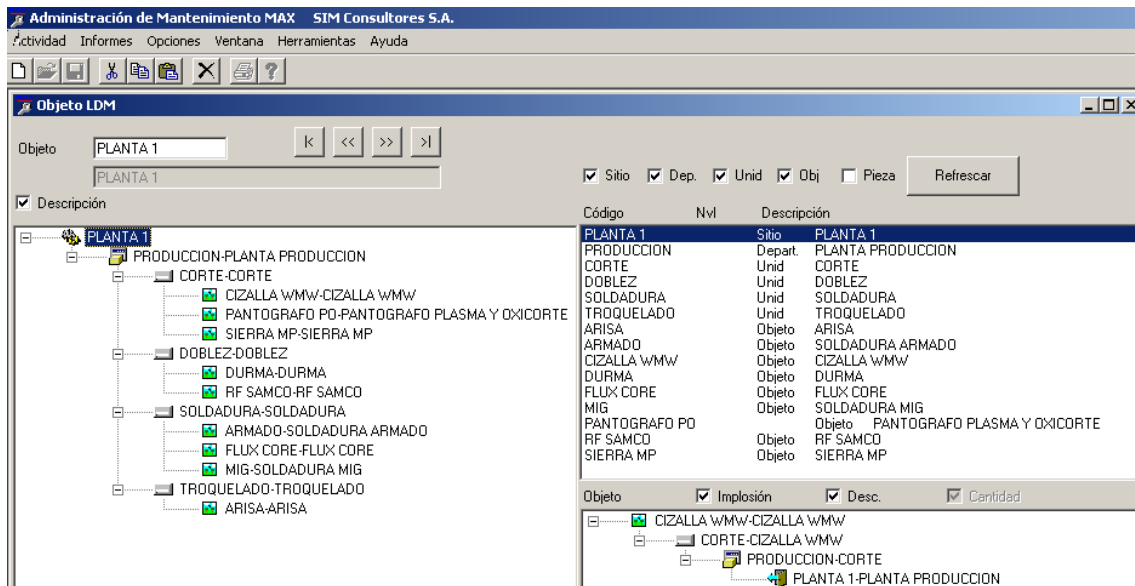 Administración de Mantenimiento MAX SIM Consultores S.A.
Actividad Informes Opciones Ventana Herramientas Ayuda
Objeto LDM
Objeto PLANTA 1 |< << >> >|
PLANTA 1
Sitio Dep. Unid Obj Pieza Refrescar
Descripción
Código Nvl Descripción
PLANTA 1
PRODUCCION-PLANTA PRODUCCION
CORTE-CORTE
CIZALLA WMW-CIZALLA WMW
PANTOGRAFO PO-PANTOGRAFO PLASMA Y OXICORTE
SIERRA MP-SIERRA MP
DOBLEZ-DOBLEZ
DURMA-DURMA
RF SAMCO-RF SAMCO
SOLDADURA-SOLDADURA
ARMADO-SOLDADURA ARMADO
FLUX CORE-FLUX CORE
MIG-SOLDADURA MIG
TROQUELADO-TROQUELADO
ARISA-ARISA
PLANTA 1 Sitio PLANTA 1
PRODUCCION Depart. PLANTA PRODUCCION
CORTE Unid CORTE
DOBLEZ Unid DOBLEZ
SOLDADURA Unid SOLDADURA
TROQUELADO Unid TROQUELADO
ARISA Objeto ARISA
ARMADO Objeto SOLDADURA ARMADO
CIZALLA WMW Objeto CIZALLA WMW
DURMA Objeto DURMA
FLUX CORE Objeto FLUX CORE
MIG Objeto SOLDADURA MIG
PANTOGRAFO PO Objeto PANTOGRAFO PLASMA Y OXICORTE
RF SAMCO Objeto RF SAMCO
SIERRA MP Objeto SIERRA MP
Objeto Implosión Desc. Cantidad
CIZALLA WMW-CIZALLA WMW
CORTE-CIZALLA WMW
PRODUCCION-CORTE
PLANTA 1-PLANTA PRODUCCION